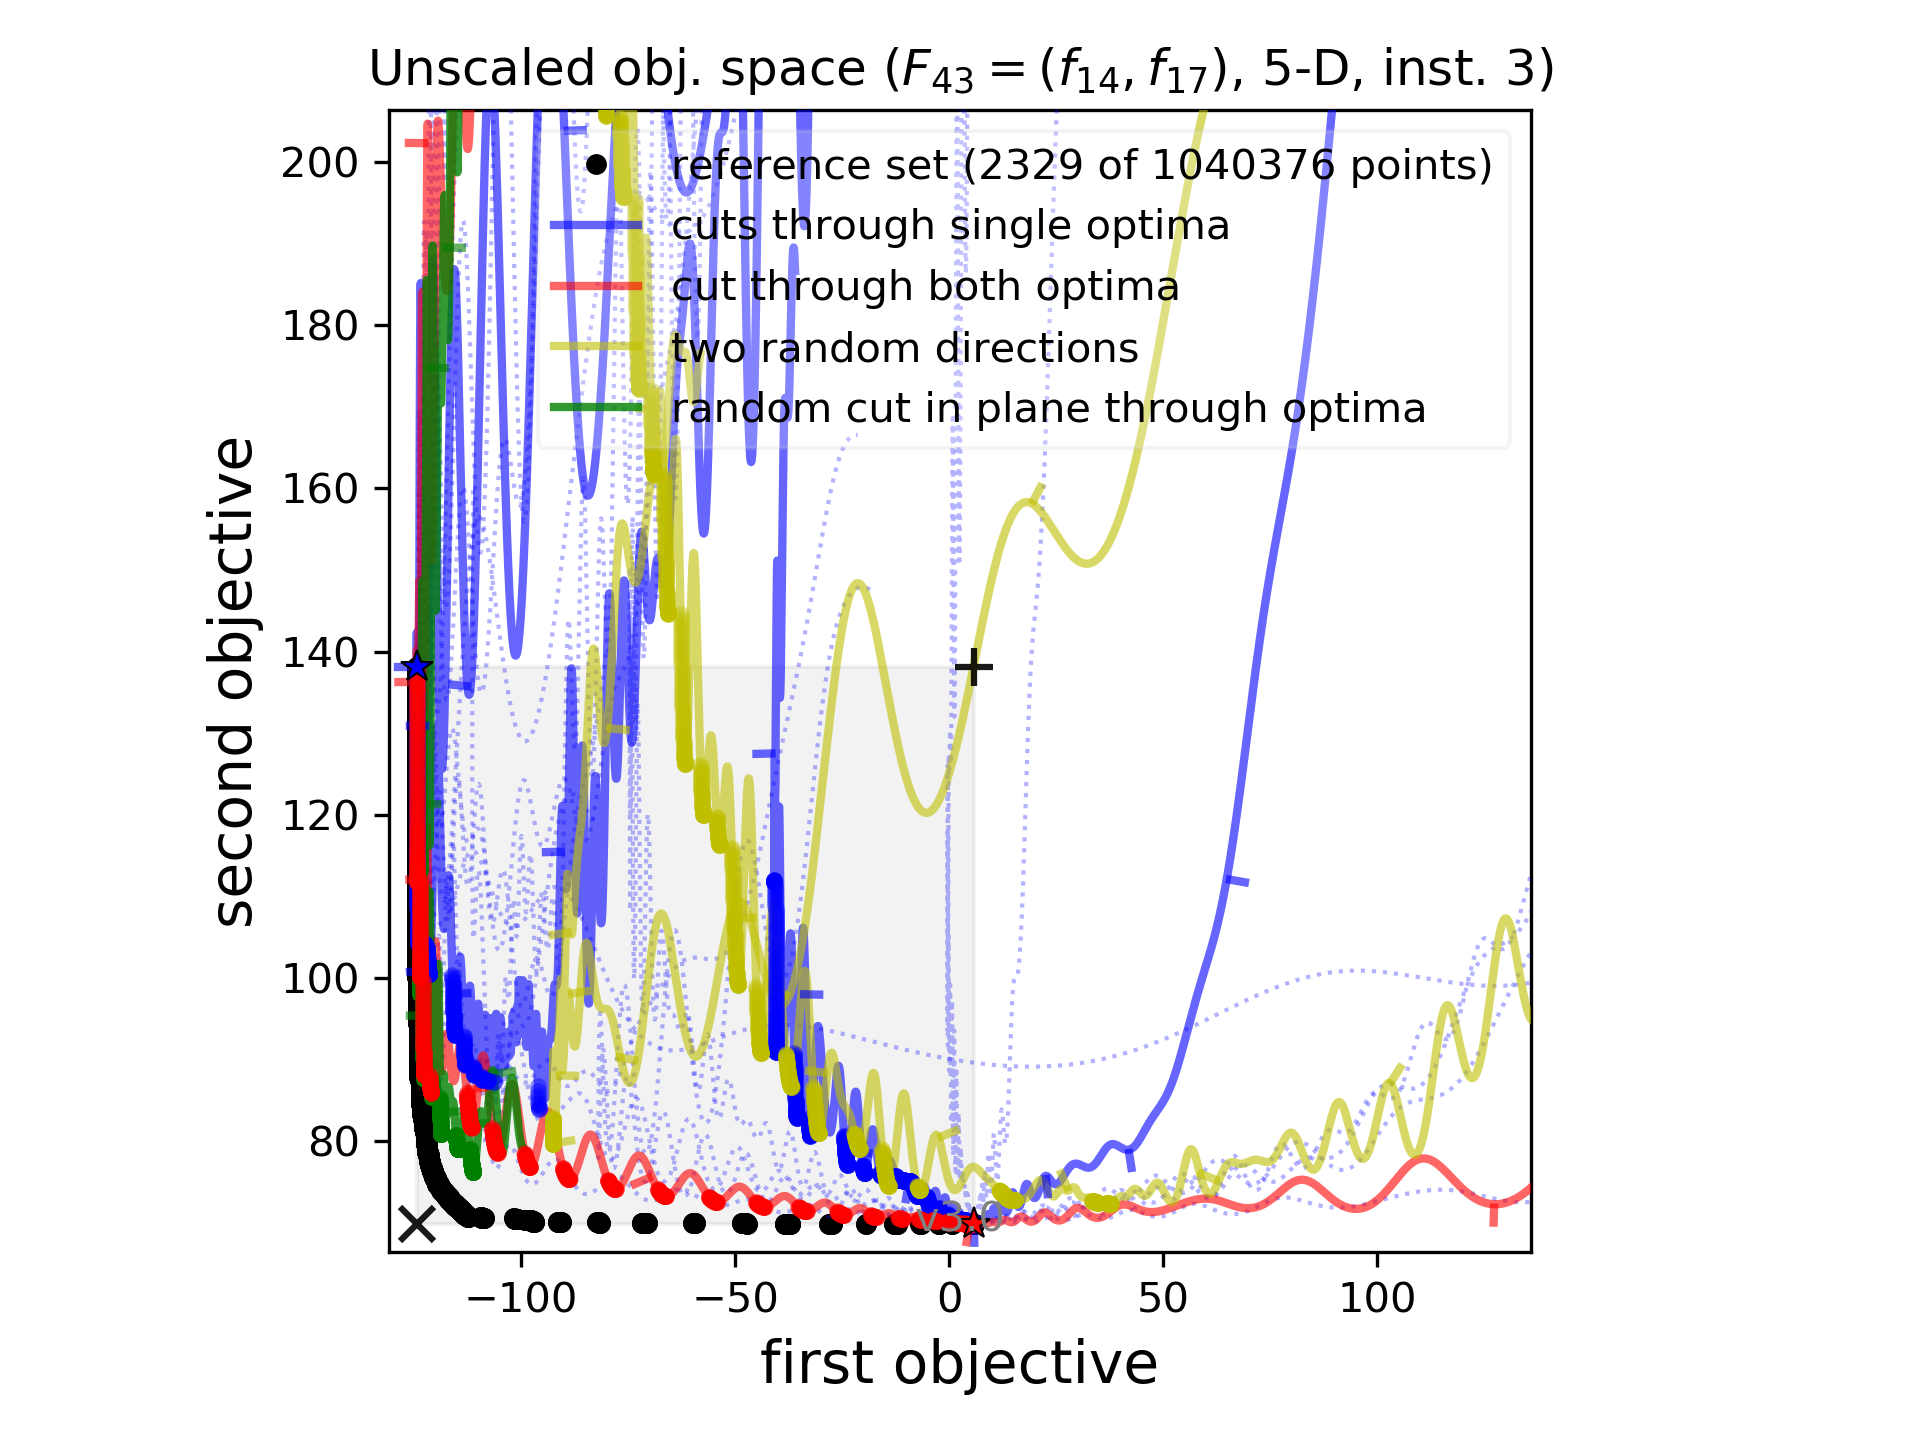 Unscaled obj. space (F43 = (f14, f17), 5-D, inst. 3)
reference set (2329 of 1040376 points)
cuts through single optima
cut through both optima
two random directions
random cut in plane through optima
second objective
200
180
160
140
120
100
80
−100
−50
0
50
100
first objective